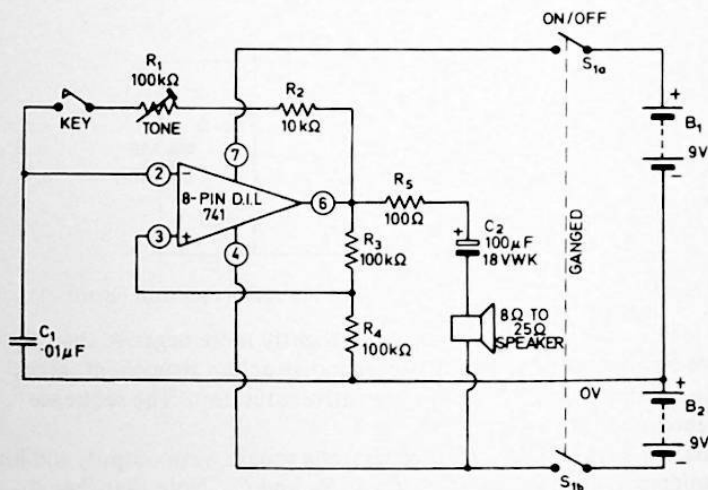 ON/OFF
S1a
R1
100kΩ
TONE
KEY
R2
10kΩ
+
B1
9V
−
7
2
−
8-PIN D.I.L
741
6
3
+
4
R5
100Ω
+
C2
100µF
18VWK
GANGED
R3
100kΩ
R4
100kΩ
C1
·01µF
8Ω TO
25Ω
SPEAKER
0V
+
B2
9V
−
S1b